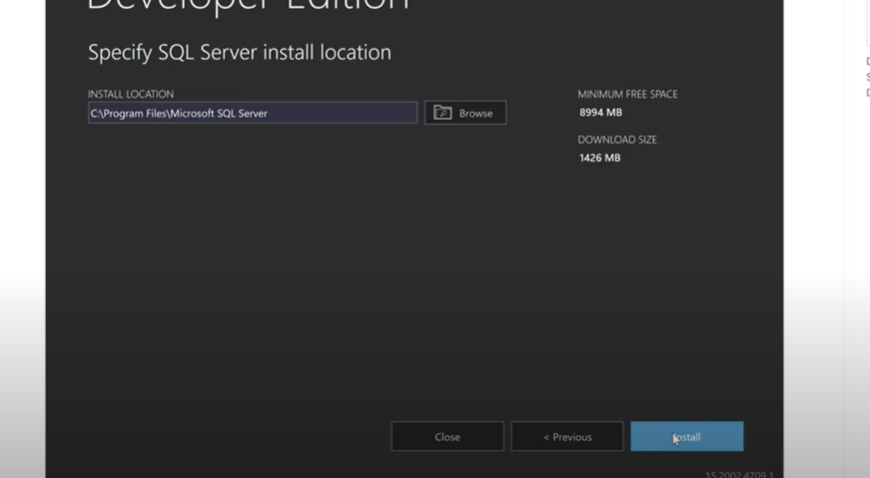 Developer Edition
Specify SQL Server install location
INSTALL LOCATION
C:\Program Files\Microsoft SQL Server
Browse
MINIMUM FREE SPACE
8994 MB
DOWNLOAD SIZE
1426 MB
Close
< Previous
Install
15.2002.4709.1
D
S
D